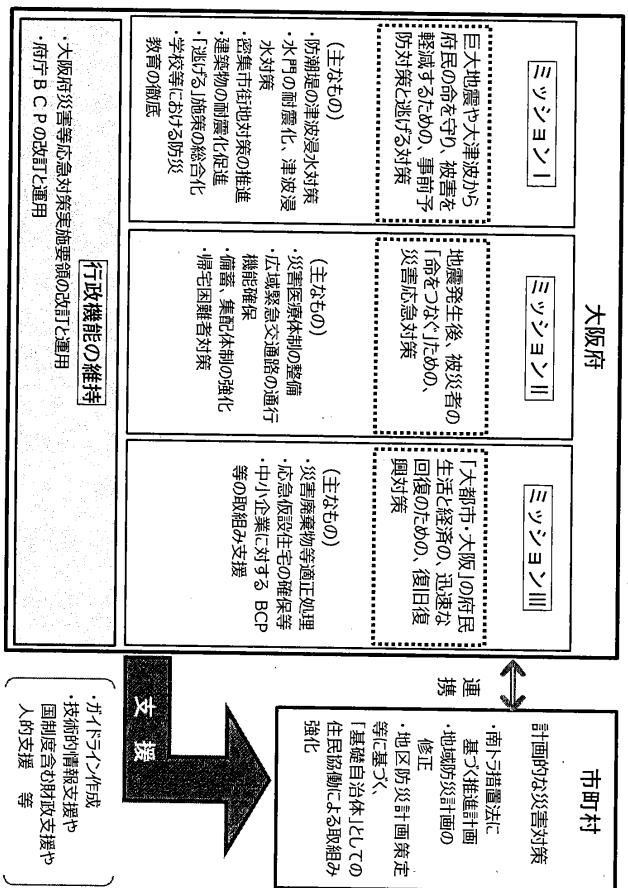 大阪府
ミッションⅠ
巨大地震や大津波から
府民の命を守り、被害を
軽減するための、事前予
防対策と逃げる対策
(主なもの)
・防潮堤の津波浸水対策
・水門の耐震化、津波浸
水対策
・密集市街地対策の推進
・建築物の耐震化促進
・「逃げる」施策の総合化
・学校等における防災
教育の徹底
ミッションⅡ
地震発生後、被災者の
「命をつなぐ」ための、
災害応急対策
(主なもの)
・災害医療体制の整備
・広域緊急交通路の通行
機能確保
・備蓄、集配体制の強化
・帰宅困難者対策
ミッションⅢ
「大都市・大阪」の府民
生活と経済の、迅速な
回復のための、復旧復
興対策
(主なもの)
・災害廃棄物等適正処理
・応急仮設住宅の確保等
・中小企業に対する BCP
等の取組み支援
行政機能の維持
・大阪府災害等応急対策実施要領の改訂と運用
・府庁BCPの改訂と運用
連携
支援
市町村
計画的な災害対策
・南トラ措置法に
基づく推進計画
・地域防災計画の
修正
・地区防災計画策定
等に基づく、
「基礎自治体」としての
住民協働による取組み
強化
・ガイドライン作成
・技術的情報支援や
国制度含む財政支援や
人的支援 等